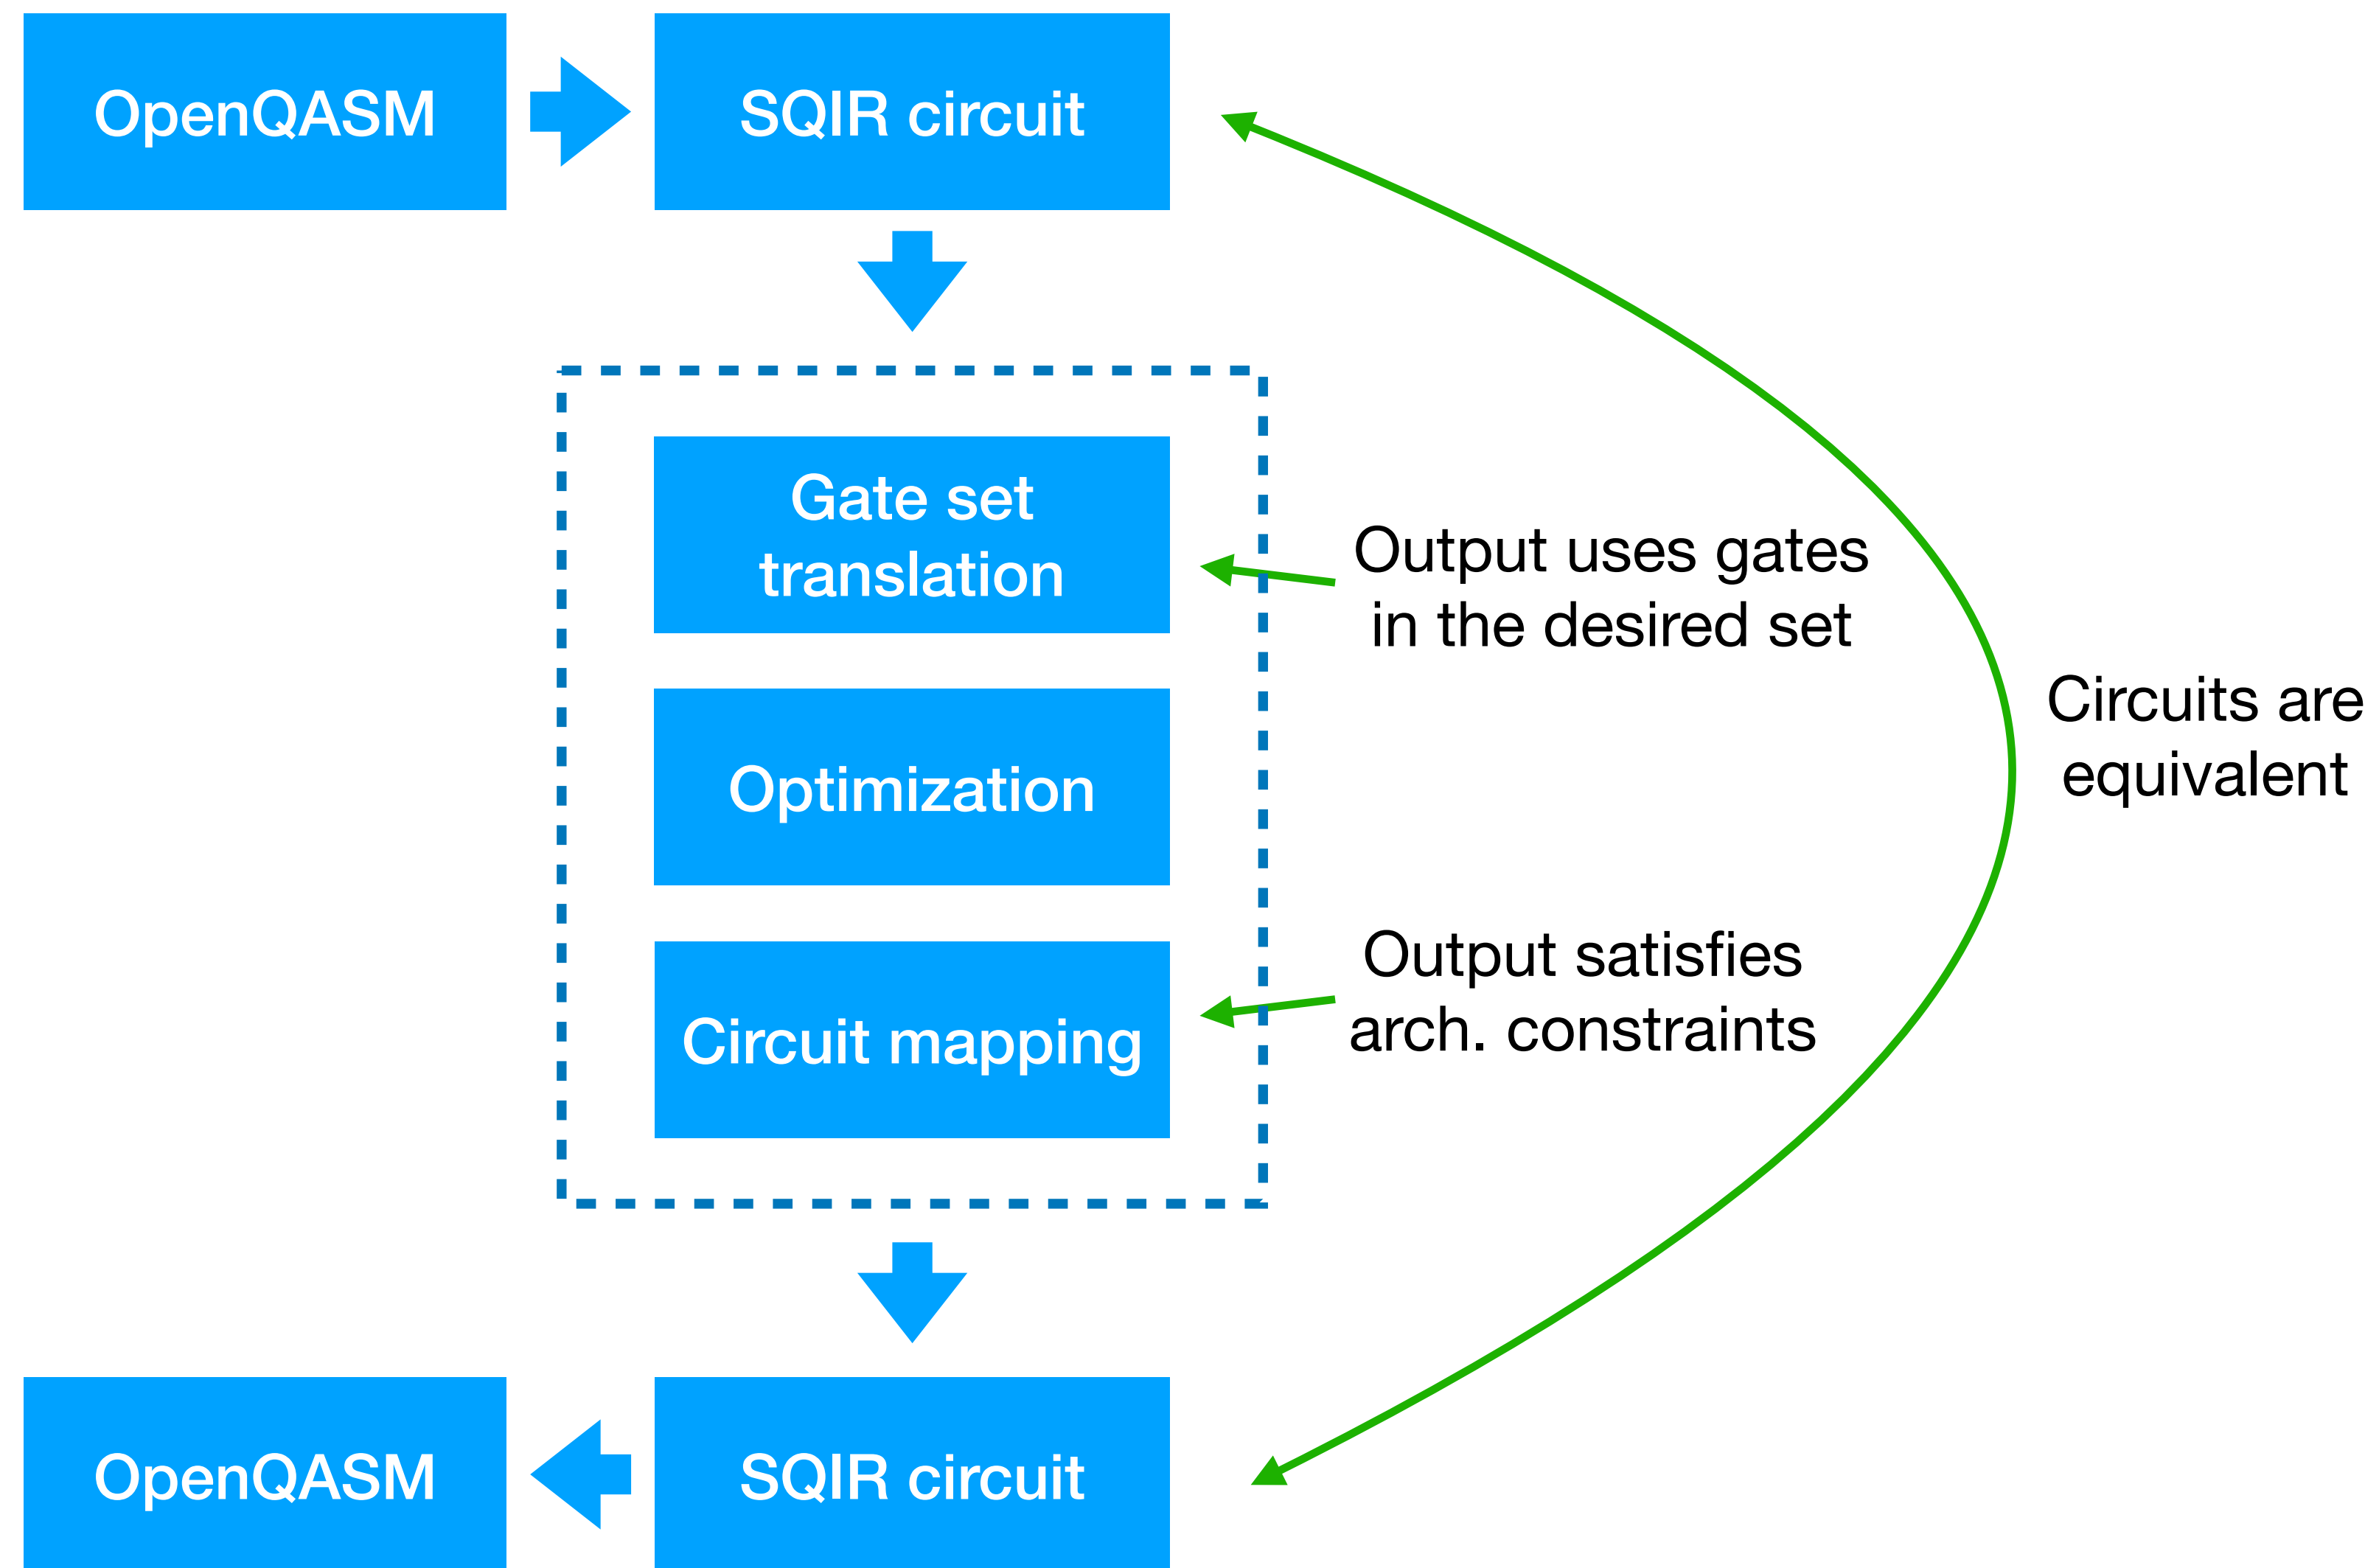 OpenQASM
SQIR circuit
Gate set
translation
Output uses gates
in the desired set
Circuits are
equivalent
Optimization
Output satisfies
arch. constraints
Circuit mapping
OpenQASM
SQIR circuit